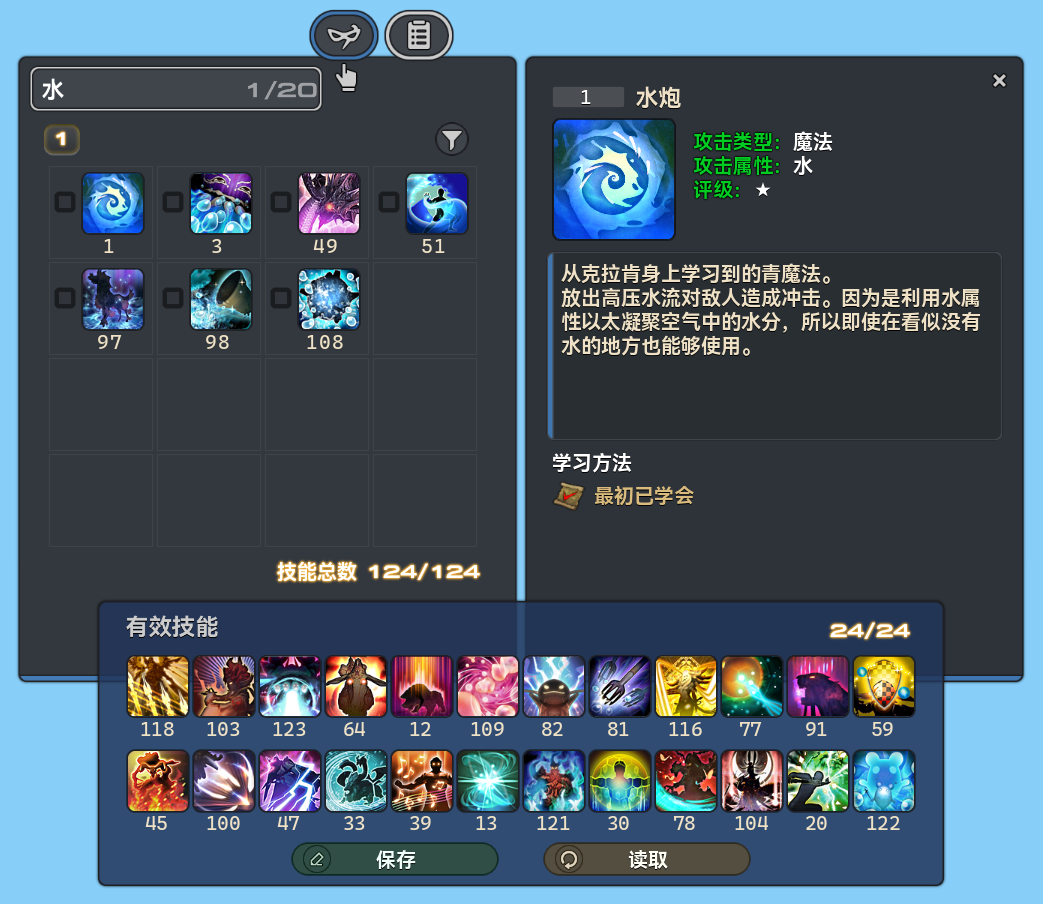 水 1/20
1
1 3 49 51
97 98 108
技能总数 124/124
1 水炮
攻击类型: 魔法
攻击属性: 水
评级: ★
从克拉肯身上学习到的青魔法。
放出高压水流对敌人造成冲击。因为是利用水属
性以太凝聚空气中的水分，所以即使在看似没有
水的地方也能够使用。
学习方法
最初已学会
有效技能 24/24
118 103 123 64 12 109 82 81 116 77 91 59
45 100 47 33 39 13 121 30 78 104 20 122
保存 读取